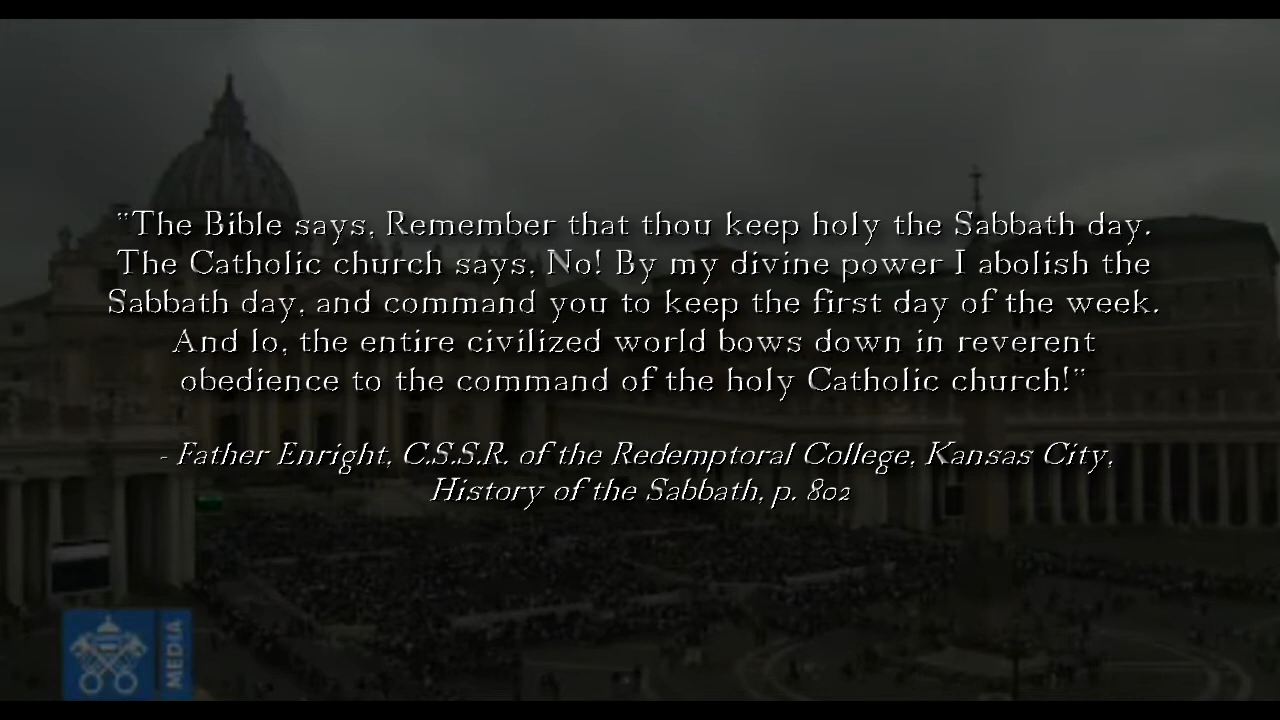 "The Bible says, Remember that thou keep holy the Sabbath day.
The Catholic church says, No! By my divine power I abolish the
Sabbath day, and command you to keep the first day of the week.
And lo, the entire civilized world bows down in reverent
obedience to the command of the holy Catholic church!"
- Father Enright, C.S.S.R. of the Redemptoral College, Kansas City,
History of the Sabbath, p. 802
MEDIA